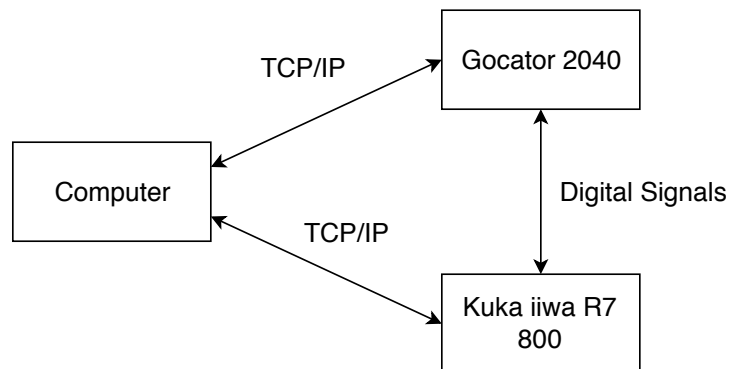 TCP/IP
Gocator 2040
Computer
Digital Signals
TCP/IP
Kuka iiwa R7
800